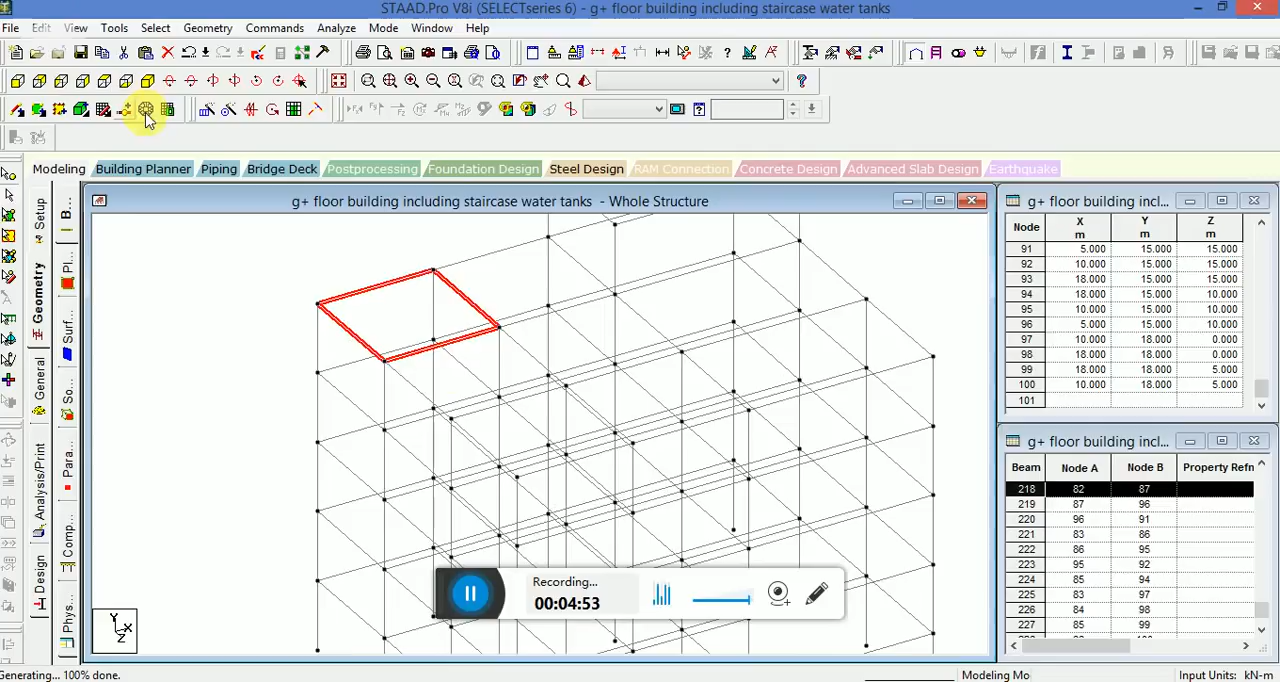 STAAD.Pro V8i (SELECTseries 6) - g+ floor building including staircase water tanks
File Edit View Tools Select Geometry Commands Analyze Mode Window Help
Modeling Building Planner Piping Bridge Deck Postprocessing Foundation Design Steel Design RAM Connection Concrete Design Advanced Slab Design Earthquake
g+ floor building including staircase water tanks - Whole Structure
g+ floor building inclu
Setup
Geometry
General
Analysis/Print
Design
B...
Pl...
Surf...
So...
Para...
Comp...
Phys...
Node X m Y m Z m
91 5.000 15.000 15.000
92 10.000 15.000 15.000
93 18.000 15.000 15.000
94 18.000 15.000 10.000
95 10.000 15.000 10.000
96 5.000 15.000 10.000
97 10.000 18.000 0.000
98 18.000 18.000 0.000
99 18.000 18.000 5.000
100 10.000 18.000 5.000
101
g+ floor building incl
Beam Node A Node B Property Refn
218 82 87
219 87 96
220 96 91
221 83 86
222 86 95
223 95 92
224 85 94
225 83 97
226 84 98
227 85 99
Recording...
00:04:53
Y
X
Z
Generating... 100% done.
Modeling Mo
Input Units: kN-m